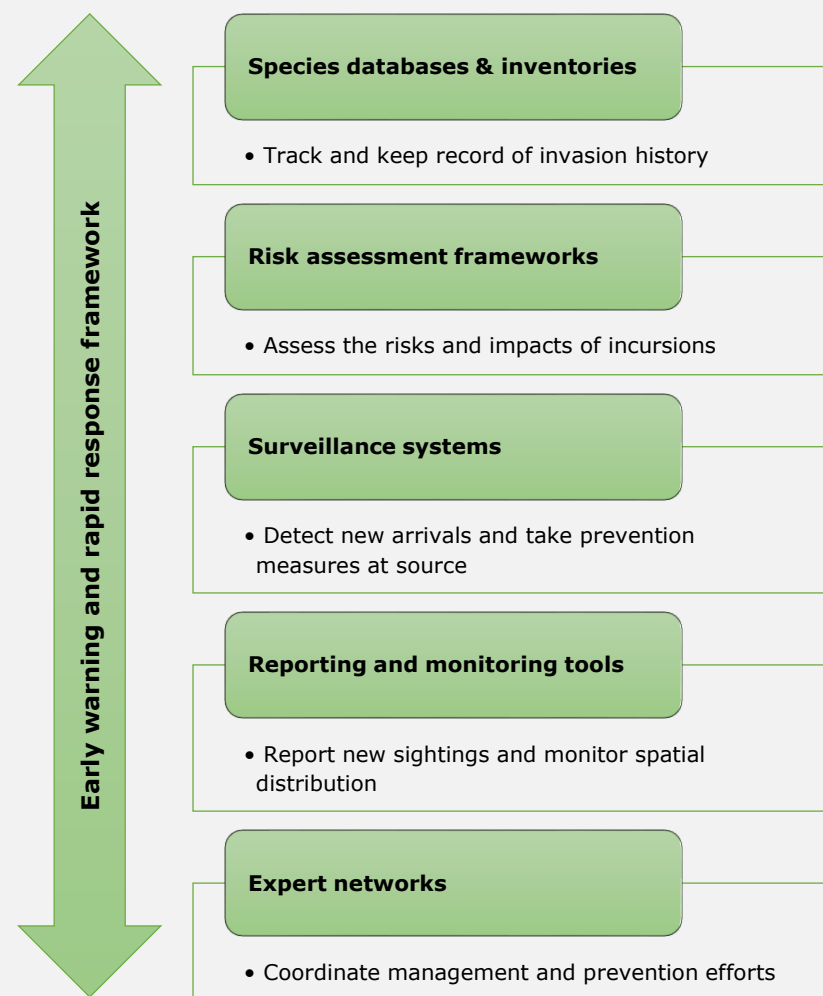 Early warning and rapid response framework
Species databases & inventories
• Track and keep record of invasion history
Risk assessment frameworks
• Assess the risks and impacts of incursions
Surveillance systems
• Detect new arrivals and take prevention
measures at source
Reporting and monitoring tools
• Report new sightings and monitor spatial
distribution
Expert networks
• Coordinate management and prevention efforts